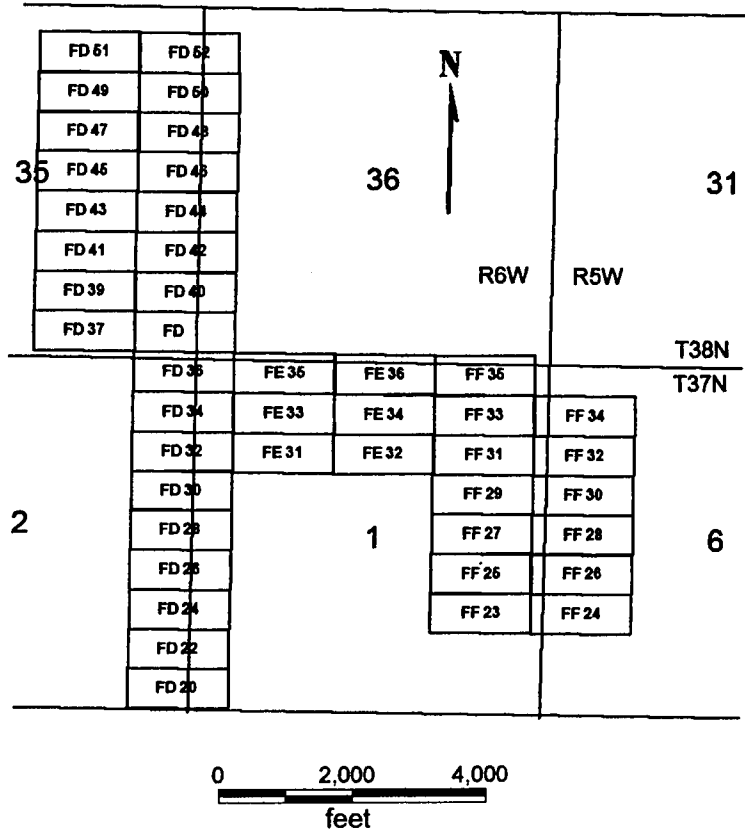 FD 51 FD 52
N
FD 49 FD 50
FD 47 FD 48
35 FD 45 FD 46 36 31
FD 43 FD 44
FD 41 FD 42
R6W R5W
FD 39 FD 40
FD 37 FD
T38N
FD 36 FE 35 FE 36 FF 35
T37N
FD 34 FE 33 FE 34 FF 33 FF 34
FD 32 FE 31 FE 32 FF 31 FF 32
FD 30 FF 29 FF 30
2 FD 28 1 FF 27 FF 28 6
FD 26 FF 25 FF 26
FD 24 FF 23 FF 24
FD 22
FD 20
0 2,000 4,000
feet